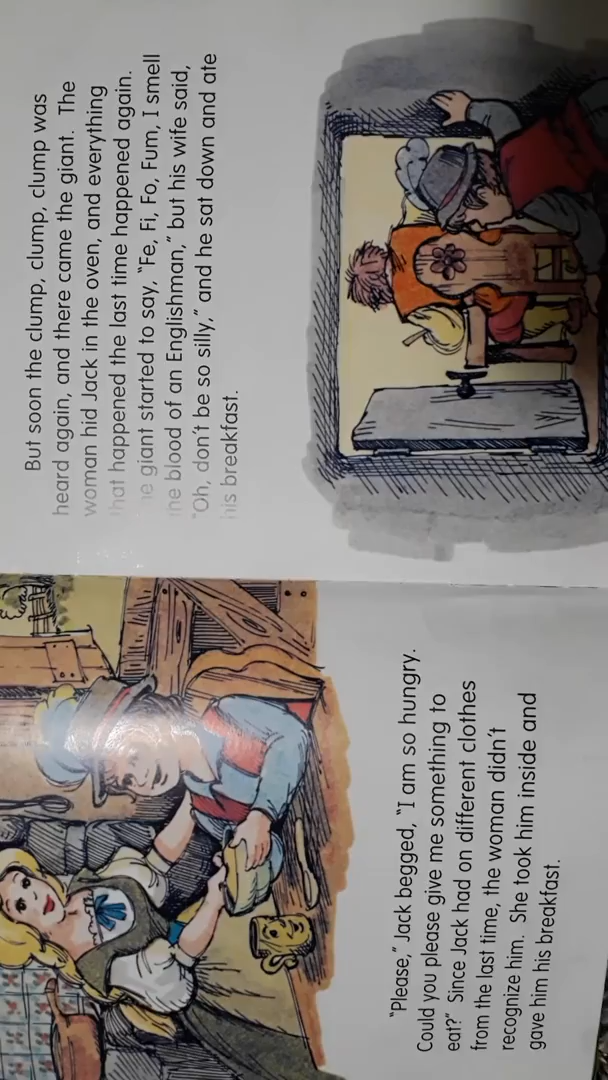 "Please," Jack begged, "I am so hungry.
Could you please give me something to
eat?" Since Jack had on different clothes
from the last time, the woman didn't
recognize him. She took him inside and
gave him his breakfast.
But soon the clump, clump, clump was
heard again, and there came the giant. The
woman hid Jack in the oven, and everything
that happened the last time happened again.
he giant started to say, "Fe, Fi, Fo, Fum, I smell
the blood of an Englishman," but his wife said,
"Oh, don't be so silly," and he sat down and ate
his breakfast.